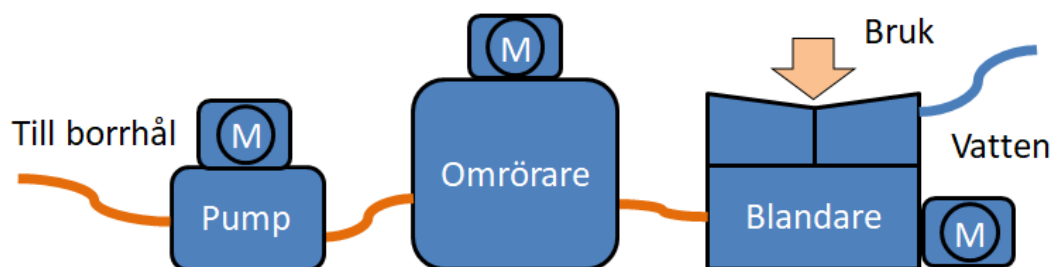 Till borrhål
M
Pump
M
Omrörare
Bruk
Vatten
Blandare
M